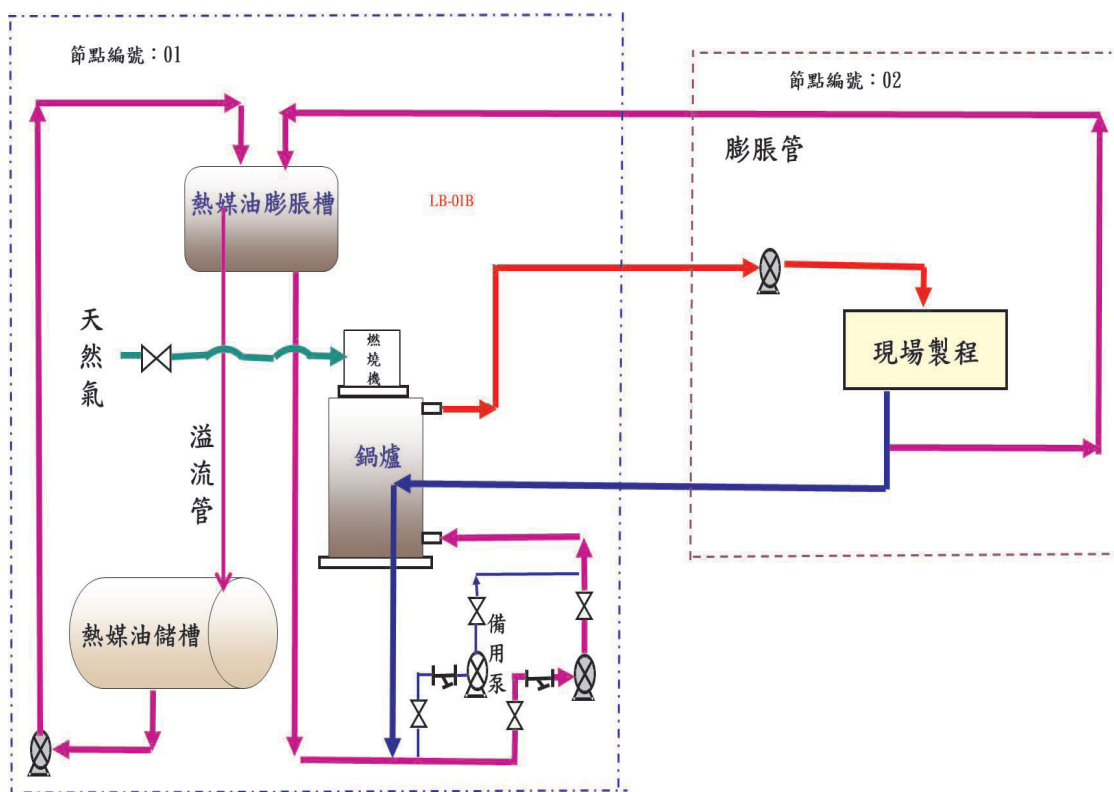 節點編號：01
節點編號：02
膨脹管
熱媒油膨脹槽
LB-01B
天然氣
燃燒機
現場製程
溢流管
鍋爐
熱媒油儲槽
備用泵